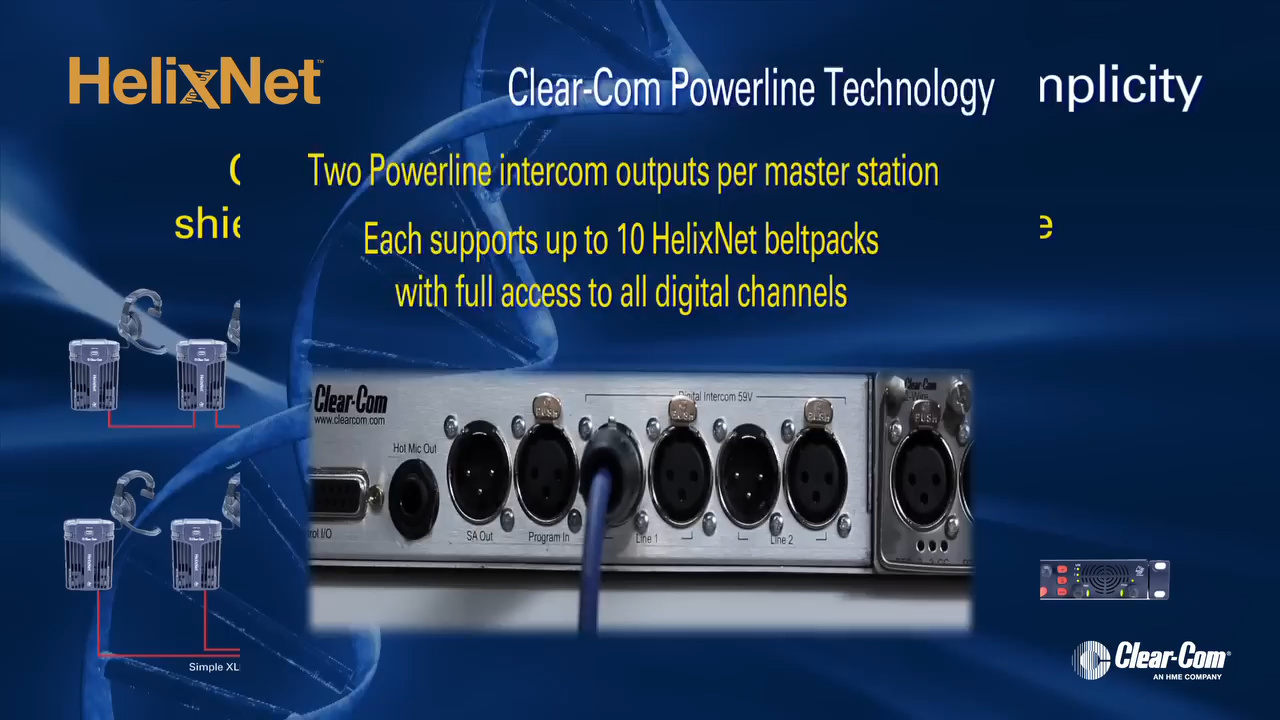 HelixNet™
Clear-Com Powerline Technology
nplicity
Two Powerline intercom outputs per master station
shie
e
Each supports up to 10 HelixNet beltpacks
with full access to all digital channels
Clear-Com
www.clearcom.com
Digital Intercom 59V
Clear-Com
PUSH
PUSH
PUSH
PUSH
Hot Mic Out
rol I/O
SA Out
Program In
Line 1
Line 2
Simple XL
Clear-Com®
AN HME COMPANY